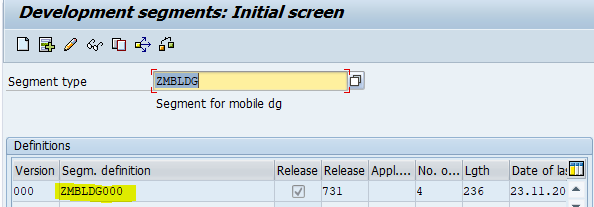 Development segments: Initial screen
Segment type ZMBLDG
Segment for mobile dg
Definitions
Version Segm. definition Release Release Appl.... No. o... Lgth Date of las
000 ZMBLDG000 731 4 236 23.11.20